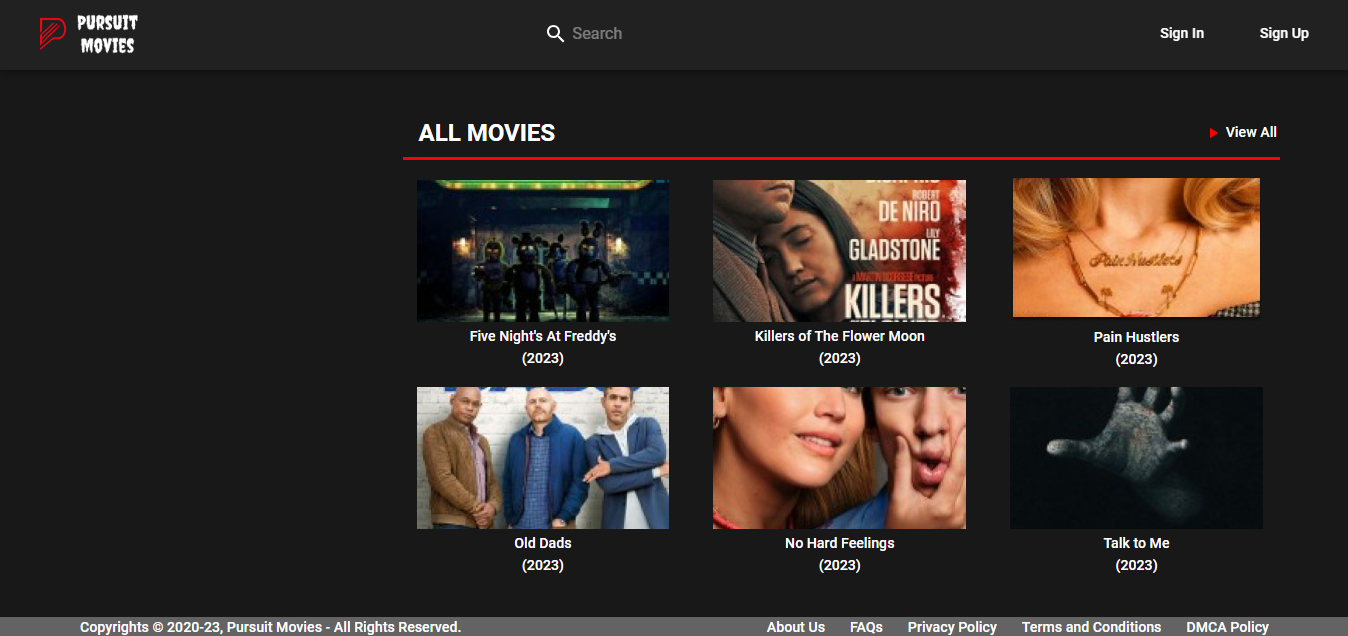 PURSUIT
MOVIES
Search
Sign In
Sign Up
ALL MOVIES
View All
ROBERT
DE NIRO
LILY
GLADSTONE
A MARTIN SCORSESE PICTURE
KILLERS
Pain Hustlers
Five Night's At Freddy's
(2023)
Killers of The Flower Moon
(2023)
Pain Hustlers
(2023)
Old Dads
(2023)
No Hard Feelings
(2023)
Talk to Me
(2023)
Copyrights © 2020-23, Pursuit Movies - All Rights Reserved.
About Us
FAQs
Privacy Policy
Terms and Conditions
DMCA Policy